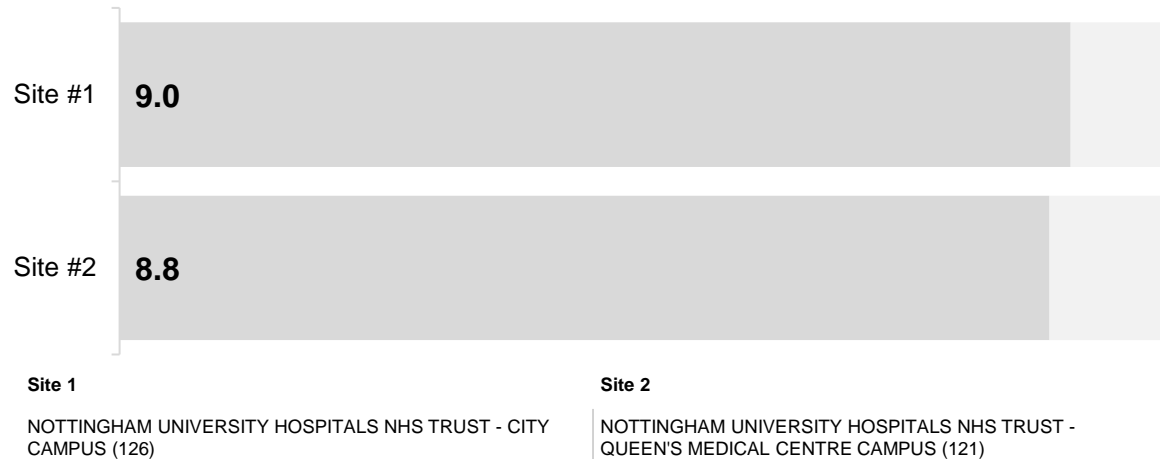 Site #1
9.0
Site #2
8.8
Site 1
NOTTINGHAM UNIVERSITY HOSPITALS NHS TRUST - CITY
CAMPUS (126)
Site 2
NOTTINGHAM UNIVERSITY HOSPITALS NHS TRUST -
QUEEN'S MEDICAL CENTRE CAMPUS (121)